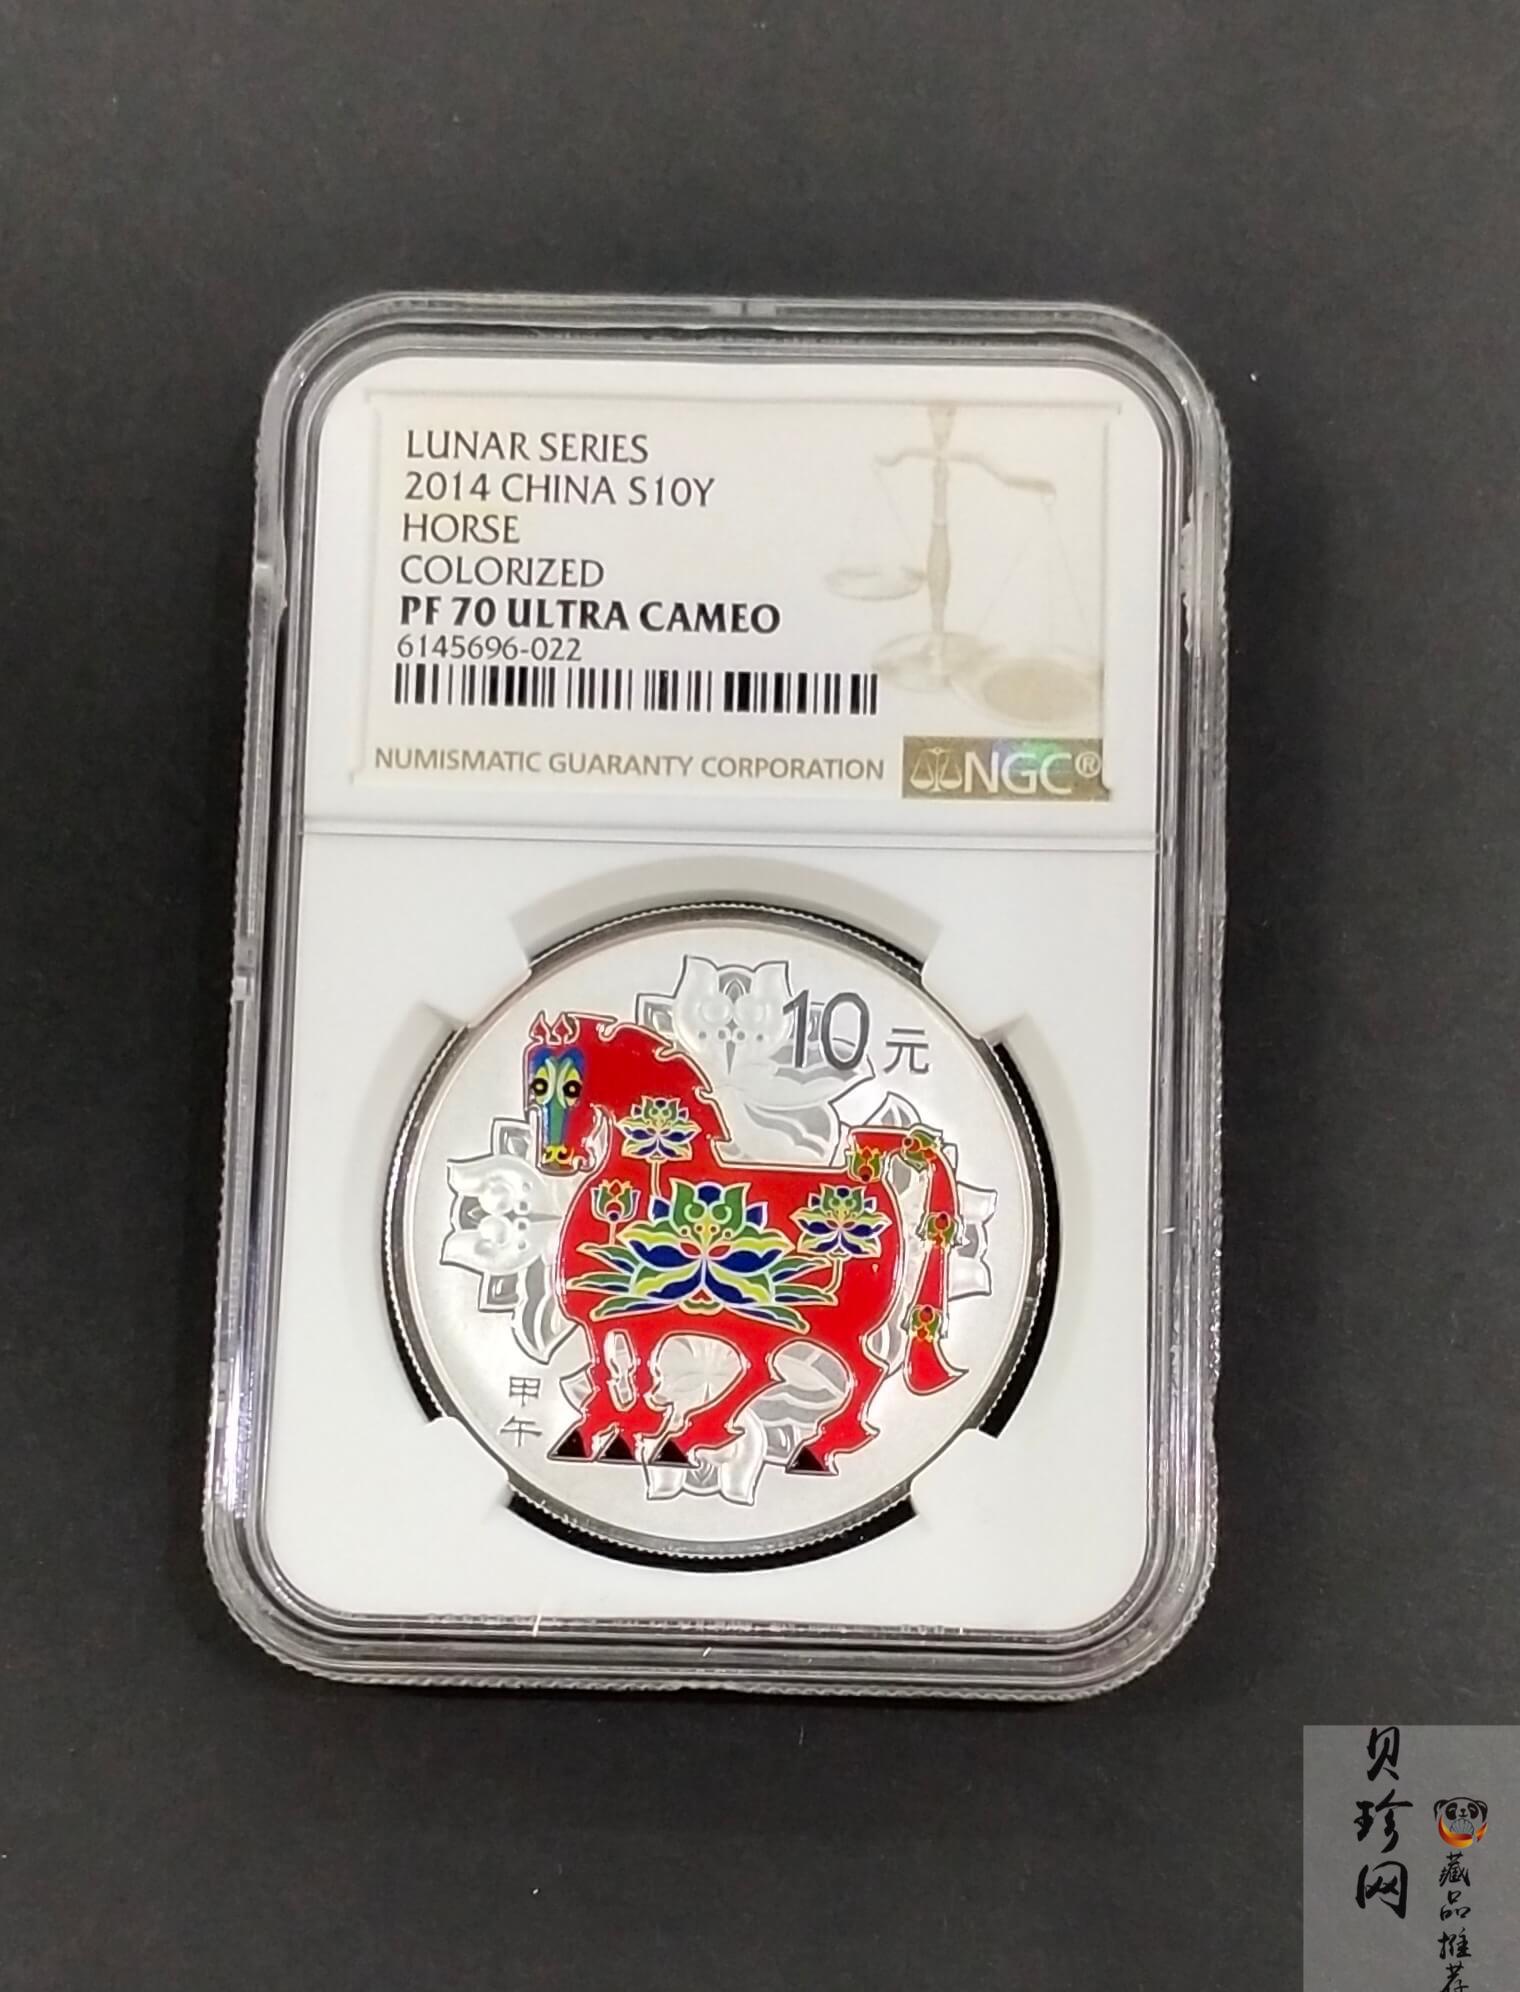 LUNAR SERIES
2014 CHINA S10Y
HORSE
COLORIZED
PF 70 ULTRA CAMEO
6145696-022
NUMISMATIC GUARANTY CORPORATION
NGC®
10元
甲
午
贝珍网
藏品推荐